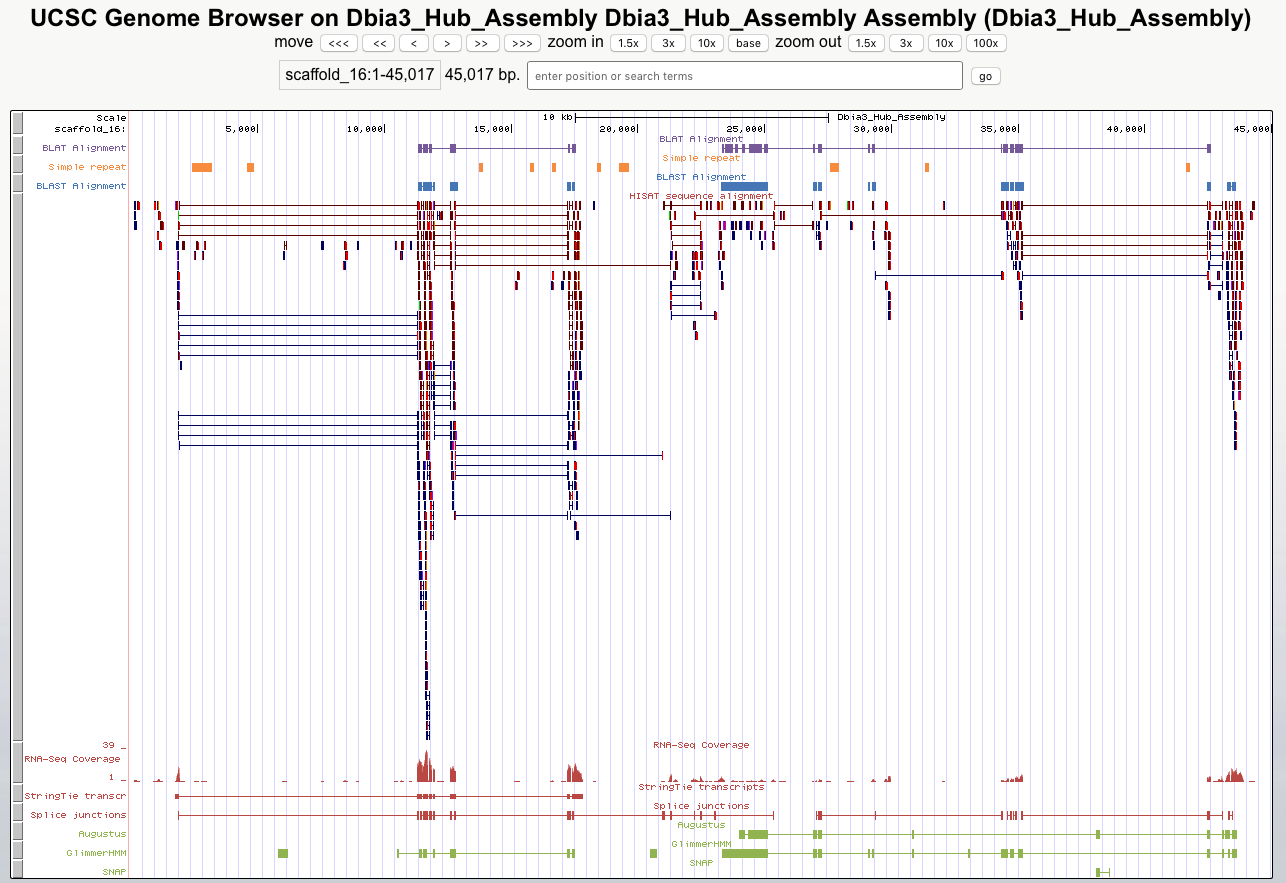 UCSC Genome Browser on Dbia3_Hub_Assembly Dbia3_Hub_Assembly Assembly (Dbia3_Hub_Assembly)
move <<< << < > >> >>> zoom in 1.5x 3x 10x base zoom out 1.5x 3x 10x 100x
scaffold_16:1-45,017 45,017 bp. enter position or search terms go
Scale 10 kb Dbia3_Hub_Assembly
scaffold_16: 5,000 10,000 15,000 20,000 25,000 30,000 35,000 40,000 45,000
BLAT Alignment
BLAT Alignment
Simple repeat
Simple repeat
BLAST Alignment
BLAST Alignment
HISAT sequence alignment
39 _
RNA-Seq Coverage
RNA-Seq Coverage
1 _
StringTie transcripts
StringTie transcr
Splice junctions
Splice junctions
Augustus
Augustus
GlimmerHMM
GlimmerHMM
SNAP
SNAP